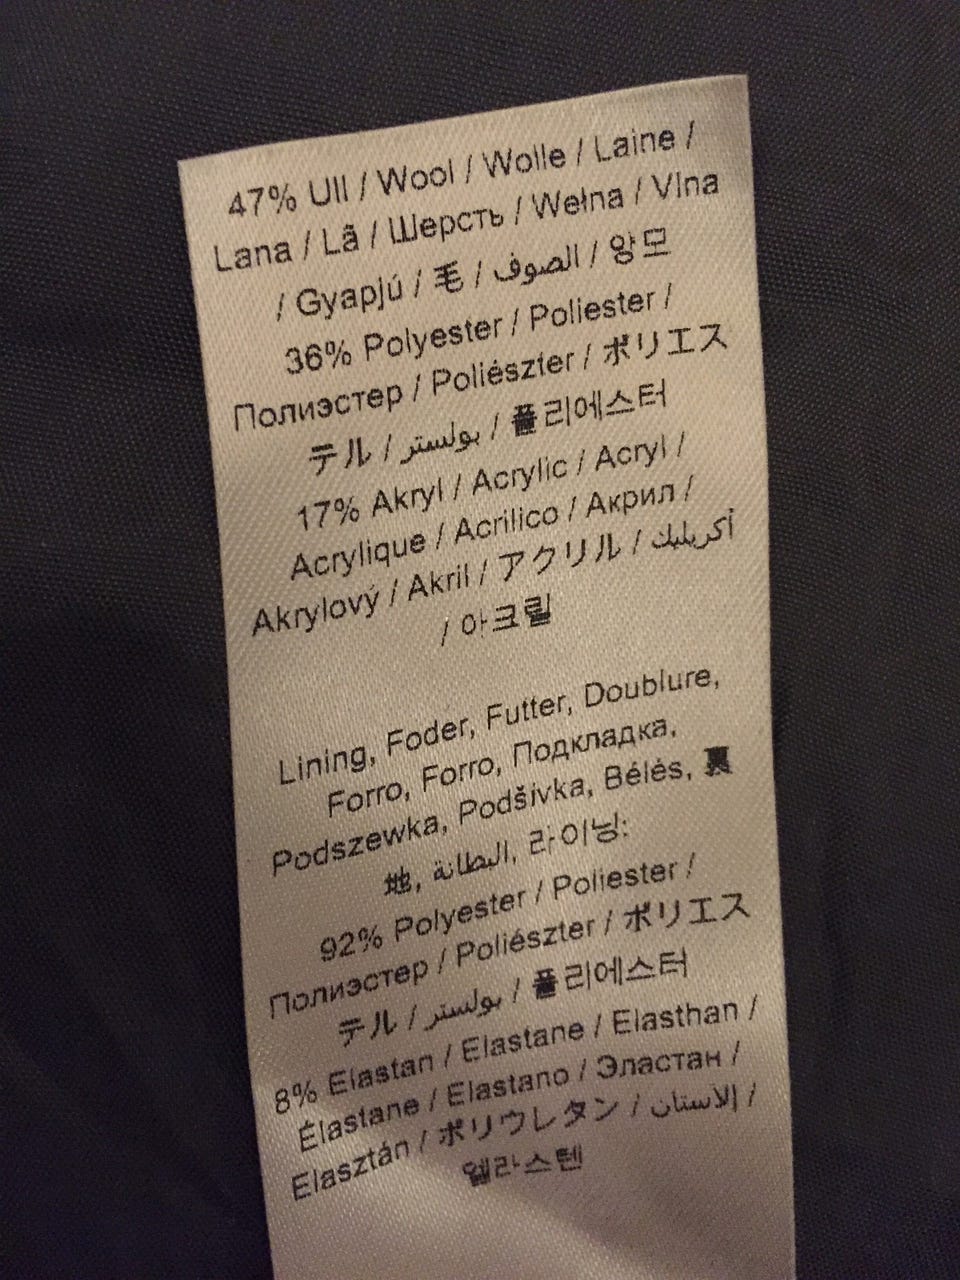 47% Ull / Wool / Wolle / Laine /
Lana / Lã / Шерсть / Wełna / Vlna
/ Gyapjú / 毛 / الصوف / 양모
36% Polyester / Poliester /
Полиэстер / Poliészter / ポリエス
テル / بولستر / 폴리에스터
17% Akryl / Acrylic / Acryl /
Acrylique / Acrilico / Акрил /
Akrylový / Akril / アクリル / أكريليك
/ 아크릴
Lining, Foder, Futter, Doublure,
Forro, Forro, Подкладка,
Podszewka, Podšívka, Bélés, 裏
地, البطانة, 라이닝:
92% Polyester / Poliester /
Полиэстер / Poliészter / ポリエス
テル / بولستر / 폴리에스터
8% Elastan / Elastane / Elasthan /
Élastane / Elastano / Эластан /
Elasztán / ポリウレタン / إلاستان /
엘라스텐